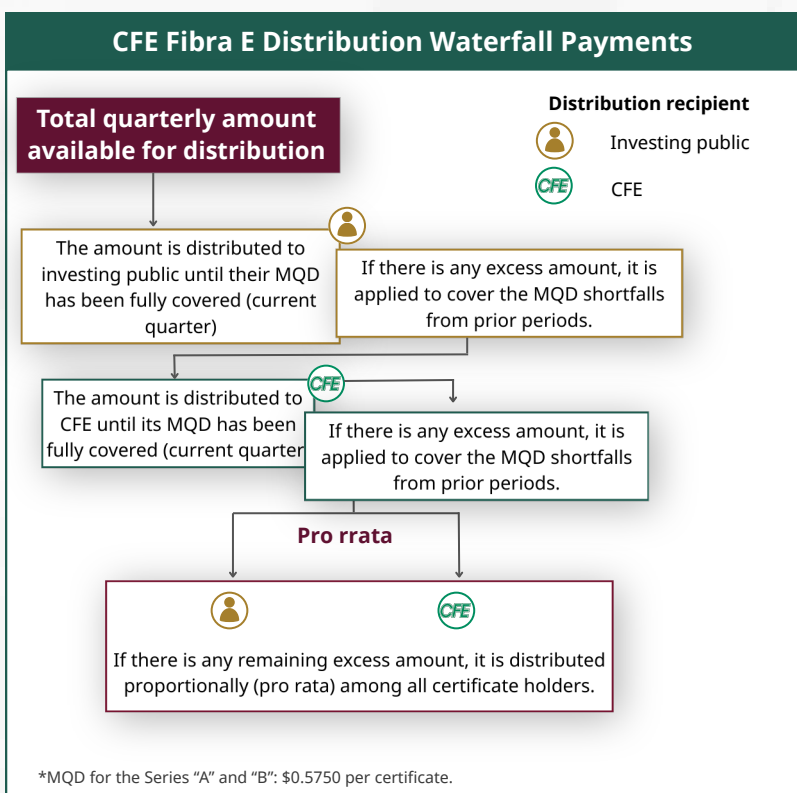 CFE Fibra E Distribution Waterfall Payments
Total quarterly amount
available for distribution
Distribution recipient
Investing public
CFE
CFE
The amount is distributed to
investing public until their MQD
has been fully covered (current
quarter)
If there is any excess amount, it is
applied to cover the MQD shortfalls
from prior periods.
CFE
The amount is distributed to
CFE until its MQD has been
fully covered (current quarter
If there is any excess amount, it is
applied to cover the MQD shortfalls
from prior periods.
Pro rrata
CFE
If there is any remaining excess amount, it is distributed
proportionally (pro rata) among all certificate holders.
*MQD for the Series “A” and “B”: $0.5750 per certificate.